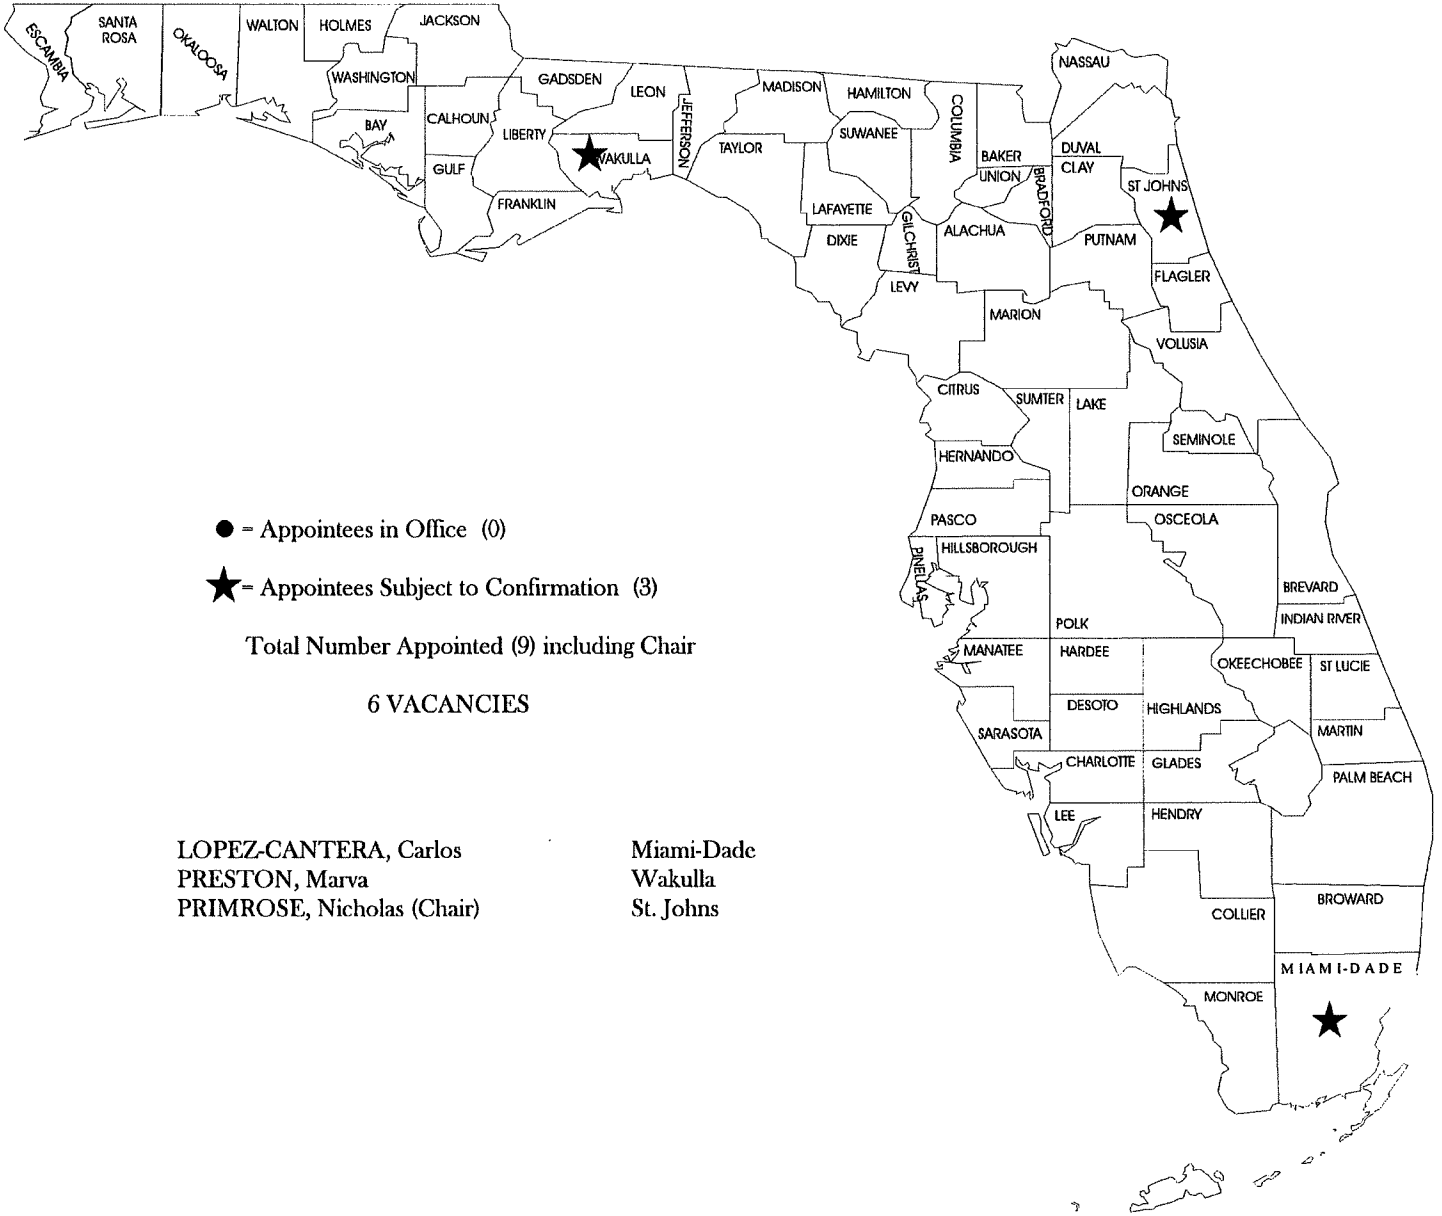 ESCAMBIA
SANTA
ROSA
OKALOOSA
WALTON
HOLMES
JACKSON
WASHINGTON
BAY
CALHOUN
GULF
LIBERTY
GADSDEN
FRANKLIN
LEON
WAKULLA
JEFFERSON
MADISON
TAYLOR
HAMILTON
SUWANEE
LAFAYETTE
DIXIE
GILCHRIST
COLUMBIA
BAKER
UNION
BRADFORD
ALACHUA
LEVY
NASSAU
DUVAL
CLAY
ST JOHNS
PUTNAM
FLAGLER
MARION
VOLUSIA
CITRUS
SUMTER
LAKE
SEMINOLE
HERNANDO
ORANGE
PASCO
OSCEOLA
PINELLAS
HILLSBOROUGH
BREVARD
INDIAN RIVER
POLK
MANATEE
HARDEE
OKEECHOBEE
ST LUCIE
DESOTO
HIGHLANDS
SARASOTA
MARTIN
CHARLOTTE
GLADES
PALM BEACH
LEE
HENDRY
BROWARD
COLLIER
MIAMI-DADE
MONROE
● = Appointees in Office (0)
★ = Appointees Subject to Confirmation (3)
Total Number Appointed (9) including Chair
6 VACANCIES
LOPEZ-CANTERA, Carlos Miami-Dade
PRESTON, Marva Wakulla
PRIMROSE, Nicholas (Chair) St. Johns